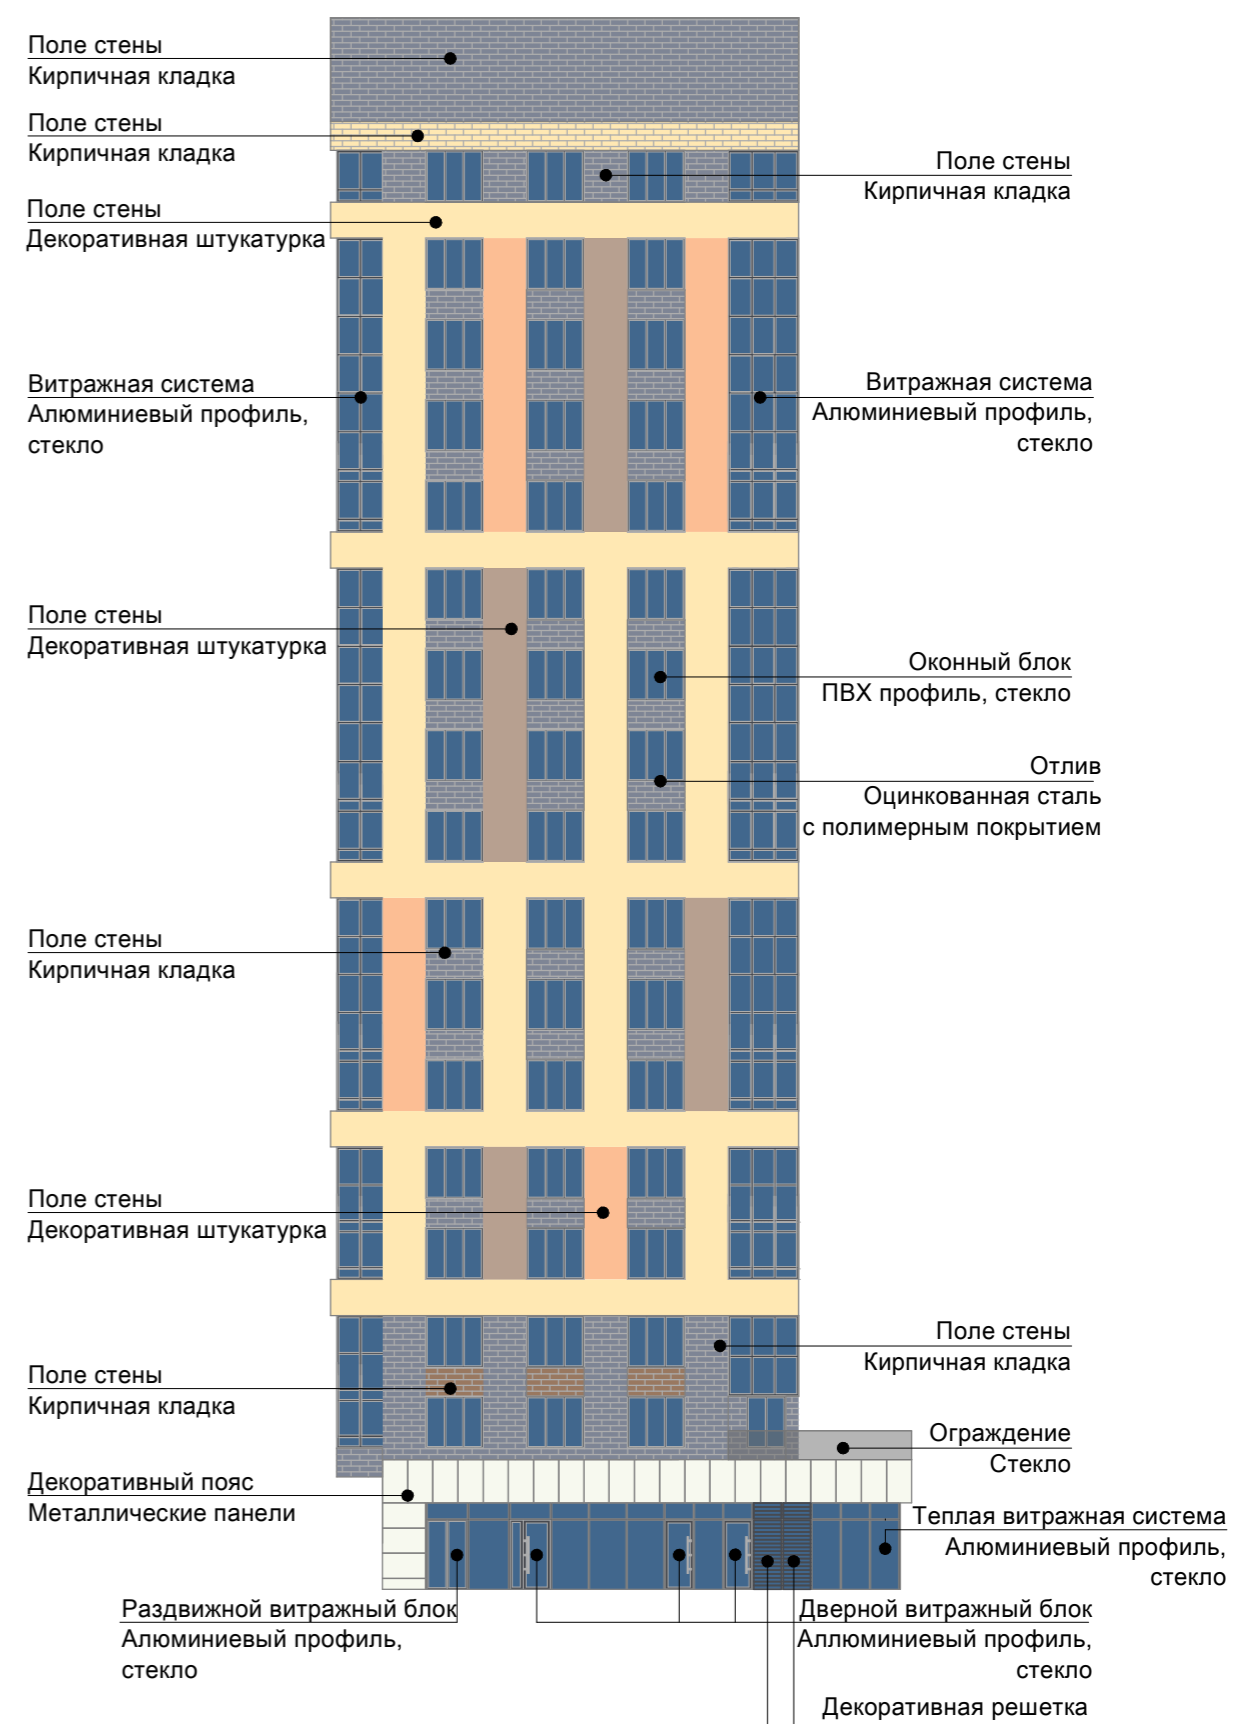 Поле стены
Кирпичная кладка
Поле стены
Кирпичная кладка
Поле стены
Кирпичная кладка
Поле стены
Декоративная штукатурка
Витражная система
Алюминиевый профиль,
стекло
Витражная система
Алюминиевый профиль,
стекло
Поле стены
Декоративная штукатурка
Оконный блок
ПВХ профиль, стекло
Отлив
Оцинкованная сталь
с полимерным покрытием
Поле стены
Кирпичная кладка
Поле стены
Декоративная штукатурка
Поле стены
Кирпичная кладка
Поле стены
Кирпичная кладка
Ограждение
Стекло
Декоративный пояс
Металлические панели
Теплая витражная система
Алюминиевый профиль,
стекло
Раздвижной витражный блок
Алюминиевый профиль,
стекло
Дверной витражный блок
Аллюминиевый профиль,
стекло
Декоративная решетка